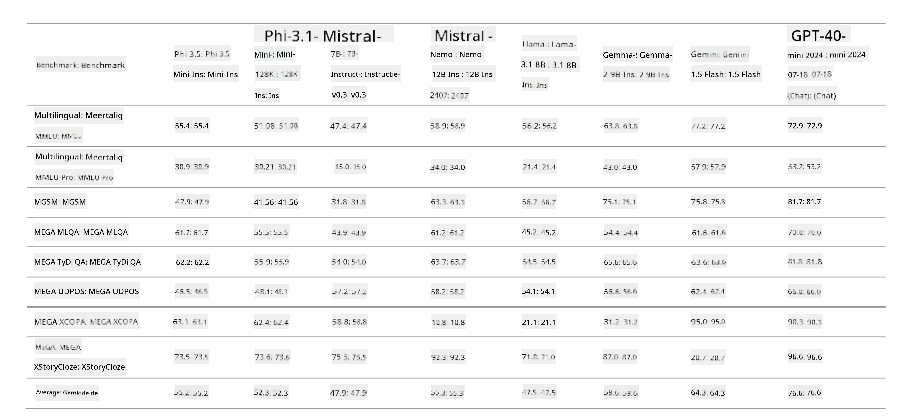 Phi-3.1- Mistral- Mistral - GPT-40-
Benchmark: Benchmark Phi 3.5: Phi 3.5 Mini-: Mini- 7B-: 7B- Nemo : Nemo Llama-: Lama- Gemma-: Gemma- Gemini: Gemini mini 2024 : mini 2024
Mini Ins: Mini Ins 128K : 128K Instruct-: Instructie- 12B Ins : 12B Ins 3.1 8B : 3.1 8B 2 9B Ins: 2 9B Ins 1.5 Flash: 1.5 Flash 07-18 07-18
Ins: Ins v0.3: v0.3 2407: 2407 Ins: Ins (Chat): (Chat)
Multilingual: Meertalig
MMLU: MMLU
55.4: 55.4 51.08: 51.08 47.4: 47.4 58.9: 58.9 56.2: 56.2 63.8: 63.8 77.2: 77.2 72.9: 72.9
Multilingual: Meertalig
MMLU-Pro: MMLU-Pro
30.9: 30.9 30.21: 30.21 15.0: 15.0 34.0: 34.0 21.4: 21.4 43.0: 43.0 57.9: 57.9 53.2: 53.2
MGSM: MGSM 47.9: 47.9 41.56: 41.56 31.8: 31.8 63.3: 63.3 56.7: 56.7 75.1: 75.1 75.8: 75.8 81.7: 81.7
MEGA MLQA: MEGA MLQA 61.7: 61.7 55.5: 55.5 43.9: 43.9 61.2: 61.2 45.2: 45.2 54.4: 54.4 61.6: 61.6 70.0: 70.0
MEGA TyDi QA: MEGA TyDi QA 62.2: 62.2 55.9: 55.9 54.0: 54.0 63.7: 63.7 54.5: 54.5 65.6: 65.6 63.6: 63.6 81.8: 81.8
MEGA UDPOS: MEGA UDPOS 46.5: 46.5 48.1: 48.1 57.2: 57.2 58.2: 58.2 54.1: 54.1 56.6: 56.6 62.4: 62.4 66.0: 66.0
MEGA XCOPA: MEGA XCOPA 63.1: 63.1 62.4: 62.4 58.8: 58.8 10.8: 10.8 21.1: 21.1 31.2: 31.2 95.0: 95.0 90.3: 90.3
MEGA: MEGA
XStoryCloze: XStoryCloze
73.5: 73.5 73.6: 73.6 75.5: 75.5 92.3: 92.3 71.0: 71.0 87.0: 87.0 20.7: 20.7 96.6: 96.6
Average: Gemiddelde 55.2: 55.2 52.3: 52.3 47.9: 47.9 55.3: 55.3 47.5: 47.5 59.6: 59.6 64.3: 64.3 76.6: 76.6